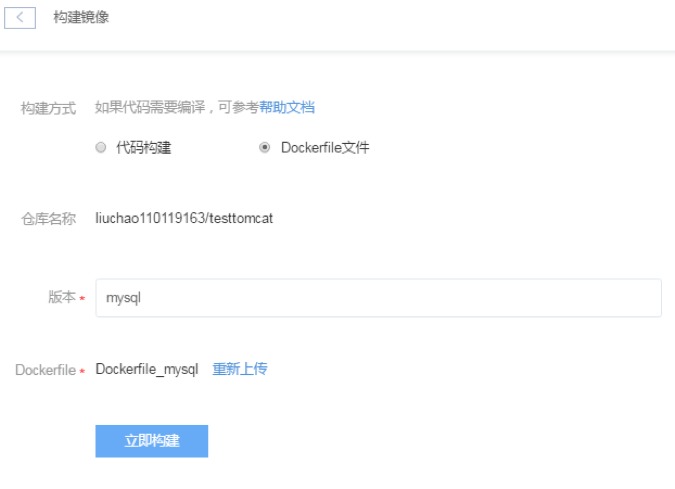 构建镜像
构建方式 如果代码需要编译，可参考帮助文档
代码构建 Dockerfile文件
仓库名称 liuchao110119163/testtomcat
版本 * mysql
Dockerfile * Dockerfile_mysql 重新上传
立即构建